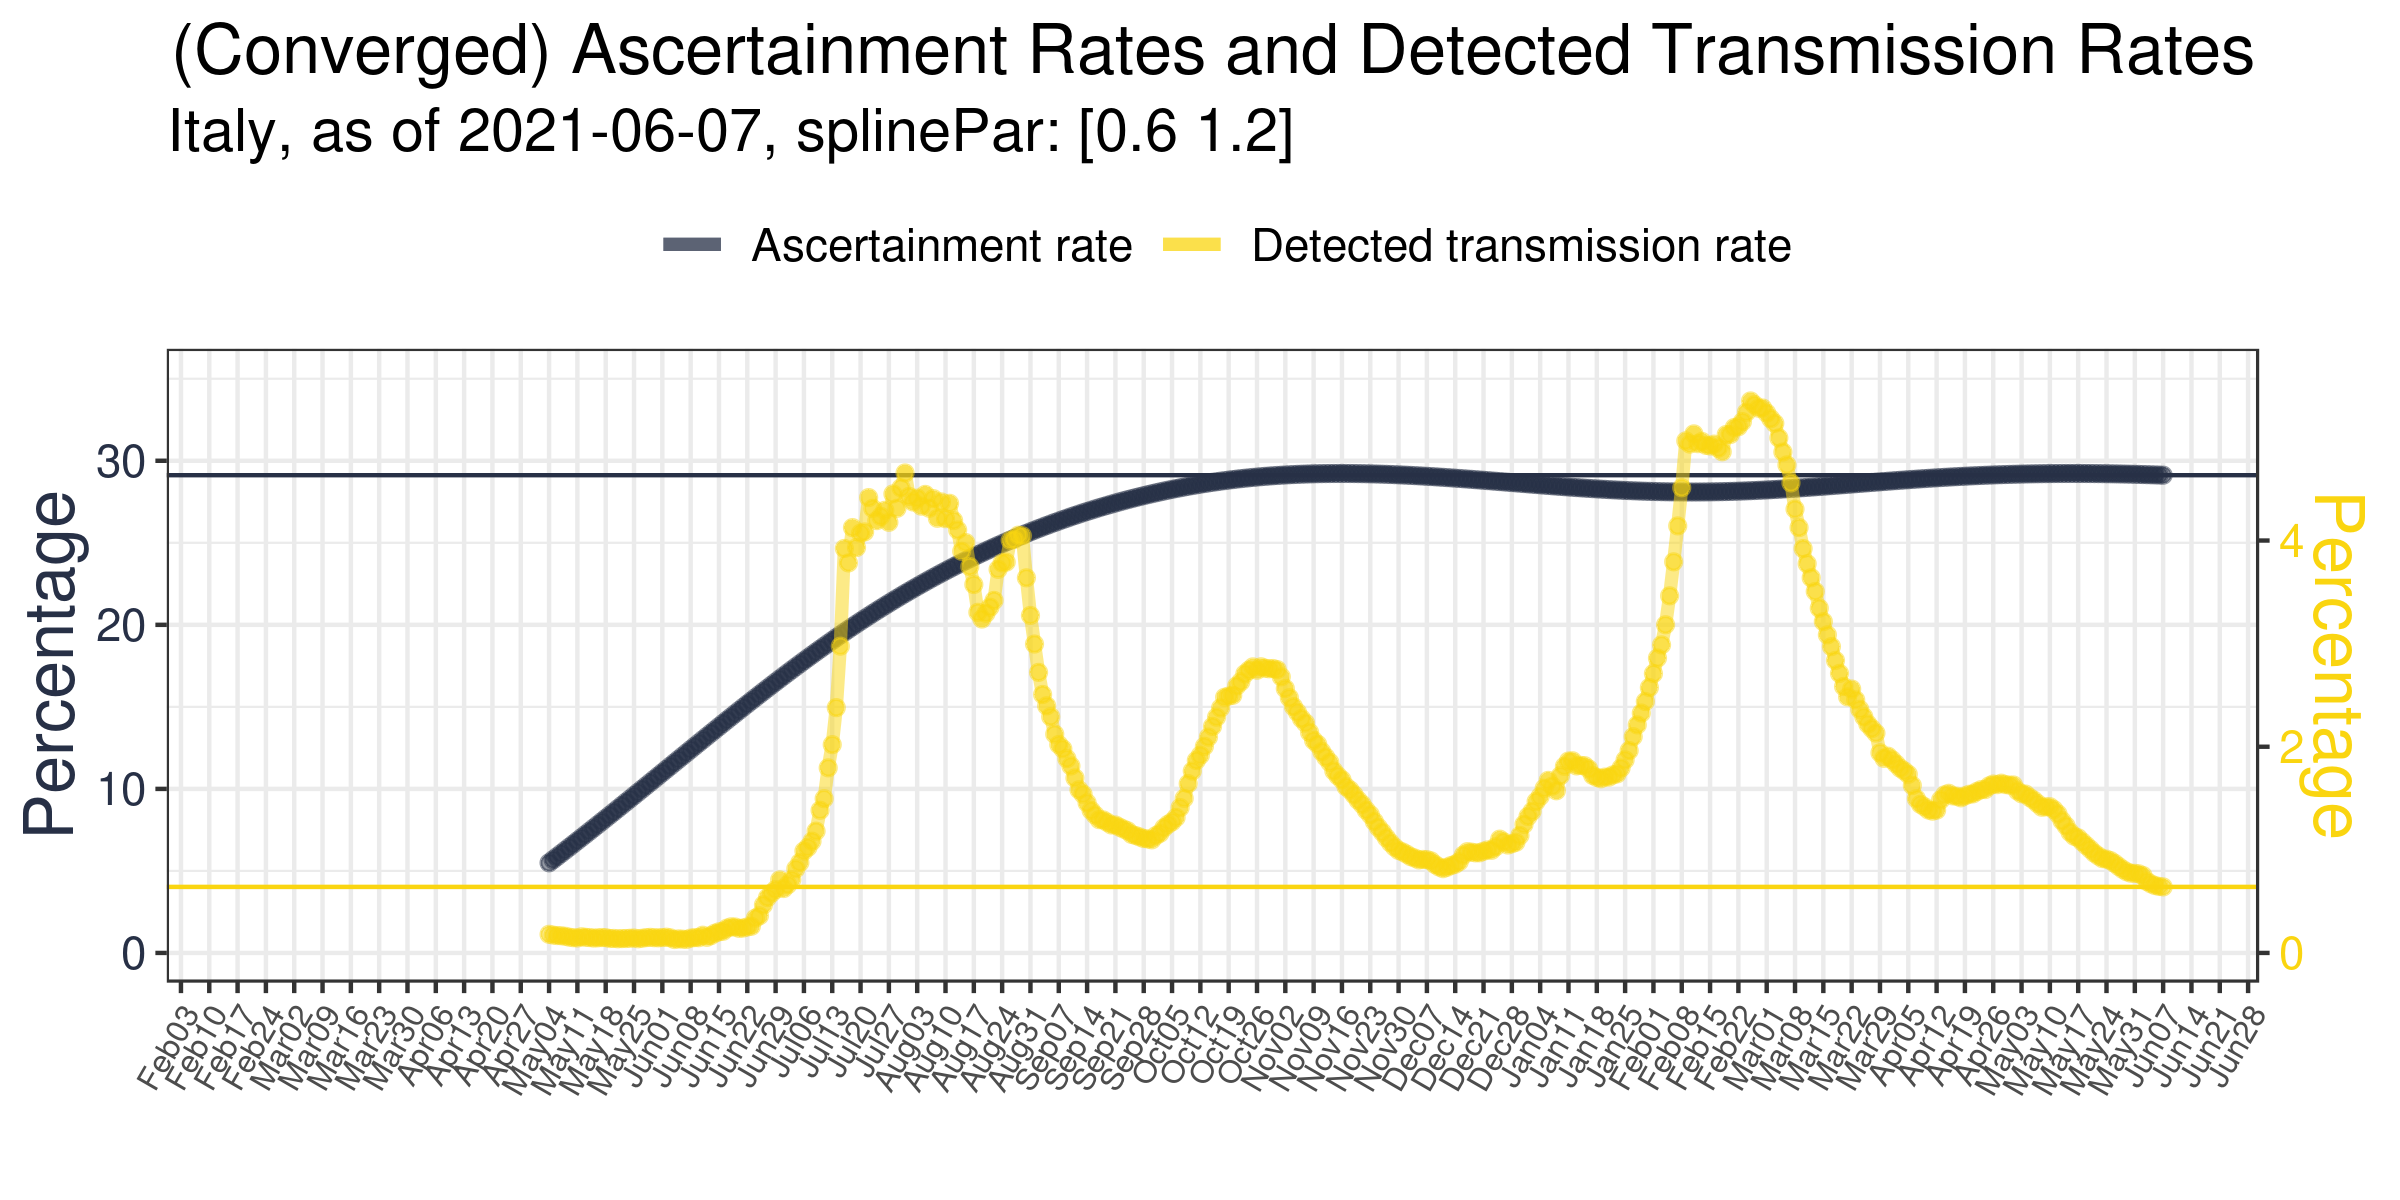 (Converged) Ascertainment Rates and Detected Transmission Rates
Italy, as of 2021-06-07, splinePar: [0.6 1.2]
Ascertainment rate
Detected transmission rate
Percentage
30
20
10
0
Percentage
4
2
0
Feb03
Feb10
Feb17
Feb24
Mar02
Mar09
Mar16
Mar23
Mar30
Apr06
Apr13
Apr20
Apr27
May04
May11
May18
May25
Jun01
Jun08
Jun15
Jun22
Jun29
Jul06
Jul13
Jul20
Jul27
Aug03
Aug10
Aug17
Aug24
Aug31
Sep07
Sep14
Sep21
Sep28
Oct05
Oct12
Oct19
Oct26
Nov02
Nov09
Nov16
Nov23
Nov30
Dec07
Dec14
Dec21
Dec28
Jan04
Jan11
Jan18
Jan25
Feb01
Feb08
Feb15
Feb22
Mar01
Mar08
Mar15
Mar22
Mar29
Apr05
Apr12
Apr19
Apr26
May03
May10
May17
May24
May31
Jun07
Jun14
Jun21
Jun28